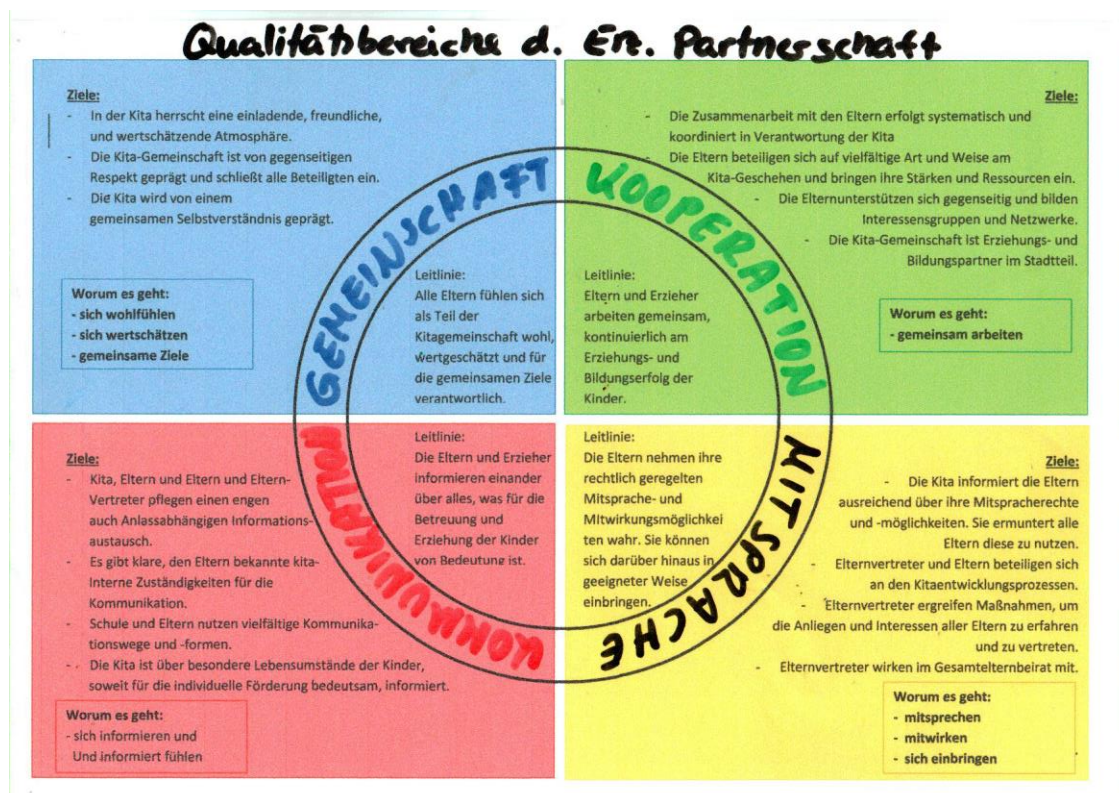 Qualitätsbereiche d. Erz. Partnerschaft
Ziele:
- In der Kita herrscht eine einladende, freundliche,
und wertschätzende Atmosphäre.
- Die Kita-Gemeinschaft ist von gegenseitigen
Respekt geprägt und schließt alle Beteiligten ein.
- Die Kita wird von einem
gemeinsamen Selbstverständnis geprägt.
Worum es geht:
- sich wohlfühlen
- sich wertschätzen
- gemeinsame Ziele
GEMEINSCHAFT
Leitlinie:
Alle Eltern fühlen sich
als Teil der
Kitagemeinschaft wohl,
wertgeschätzt und für
die gemeinsamen Ziele
verantwortlich.
Ziele:
- Die Zusammenarbeit mit den Eltern erfolgt systematisch und
koordiniert in Verantwortung der Kita
- Die Eltern beteiligen sich auf vielfältige Art und Weise am
Kita-Geschehen und bringen ihre Stärken und Ressourcen ein.
- Die Elternunterstützen sich gegenseitig und bilden
Interessensgruppen und Netzwerke.
- Die Kita-Gemeinschaft ist Erziehungs- und
Bildungspartner im Stadtteil.
KOOPERATION
Leitlinie:
Eltern und Erzieher
arbeiten gemeinsam,
kontinuierlich am
Erziehungs- und
Bildungserfolg der
Kinder.
Worum es geht:
- gemeinsam arbeiten
Ziele:
- Kita, Eltern und Eltern und Eltern-
Vertreter pflegen einen engen
auch Anlassabhängigen Informations-
austausch.
- Es gibt klare, den Eltern bekannte kita-
Interne Zuständigkeiten für die
Kommunikation.
- Schule und Eltern nutzen vielfältige Kommunika-
tionswege und -formen.
- Die Kita ist über besondere Lebensumstände der Kinder,
soweit für die individuelle Förderung bedeutsam, informiert.
Worum es geht:
- sich informieren und
Und informiert fühlen
KOMMUNIKATION
Leitlinie:
Die Eltern und Erzieher
informieren einander
über alles, was für die
Betreuung und
Erziehung der Kinder
von Bedeutung ist.
Leitlinie:
Die Eltern nehmen ihre
rechtlich geregelten
Mitsprache- und
Mitwirkungsmöglichkei
ten wahr. Sie können
sich darüber hinaus in
geeigneter Weise
einbringen.
MITSPRACHE
Ziele:
- Die Kita informiert die Eltern
ausreichend über ihre Mitspracherechte
und -möglichkeiten. Sie ermuntert alle
Eltern diese zu nutzen.
- Elternvertreter und Eltern beteiligen sich
an den Kitaentwicklungsprozessen.
- Elternvertreter ergreifen Maßnahmen, um
die Anliegen und Interessen aller Eltern zu erfahren
und zu vertreten.
- Elternvertreter wirken im Gesamtelternbeirat mit.
Worum es geht:
- mitsprechen
- mitwirken
- sich einbringen